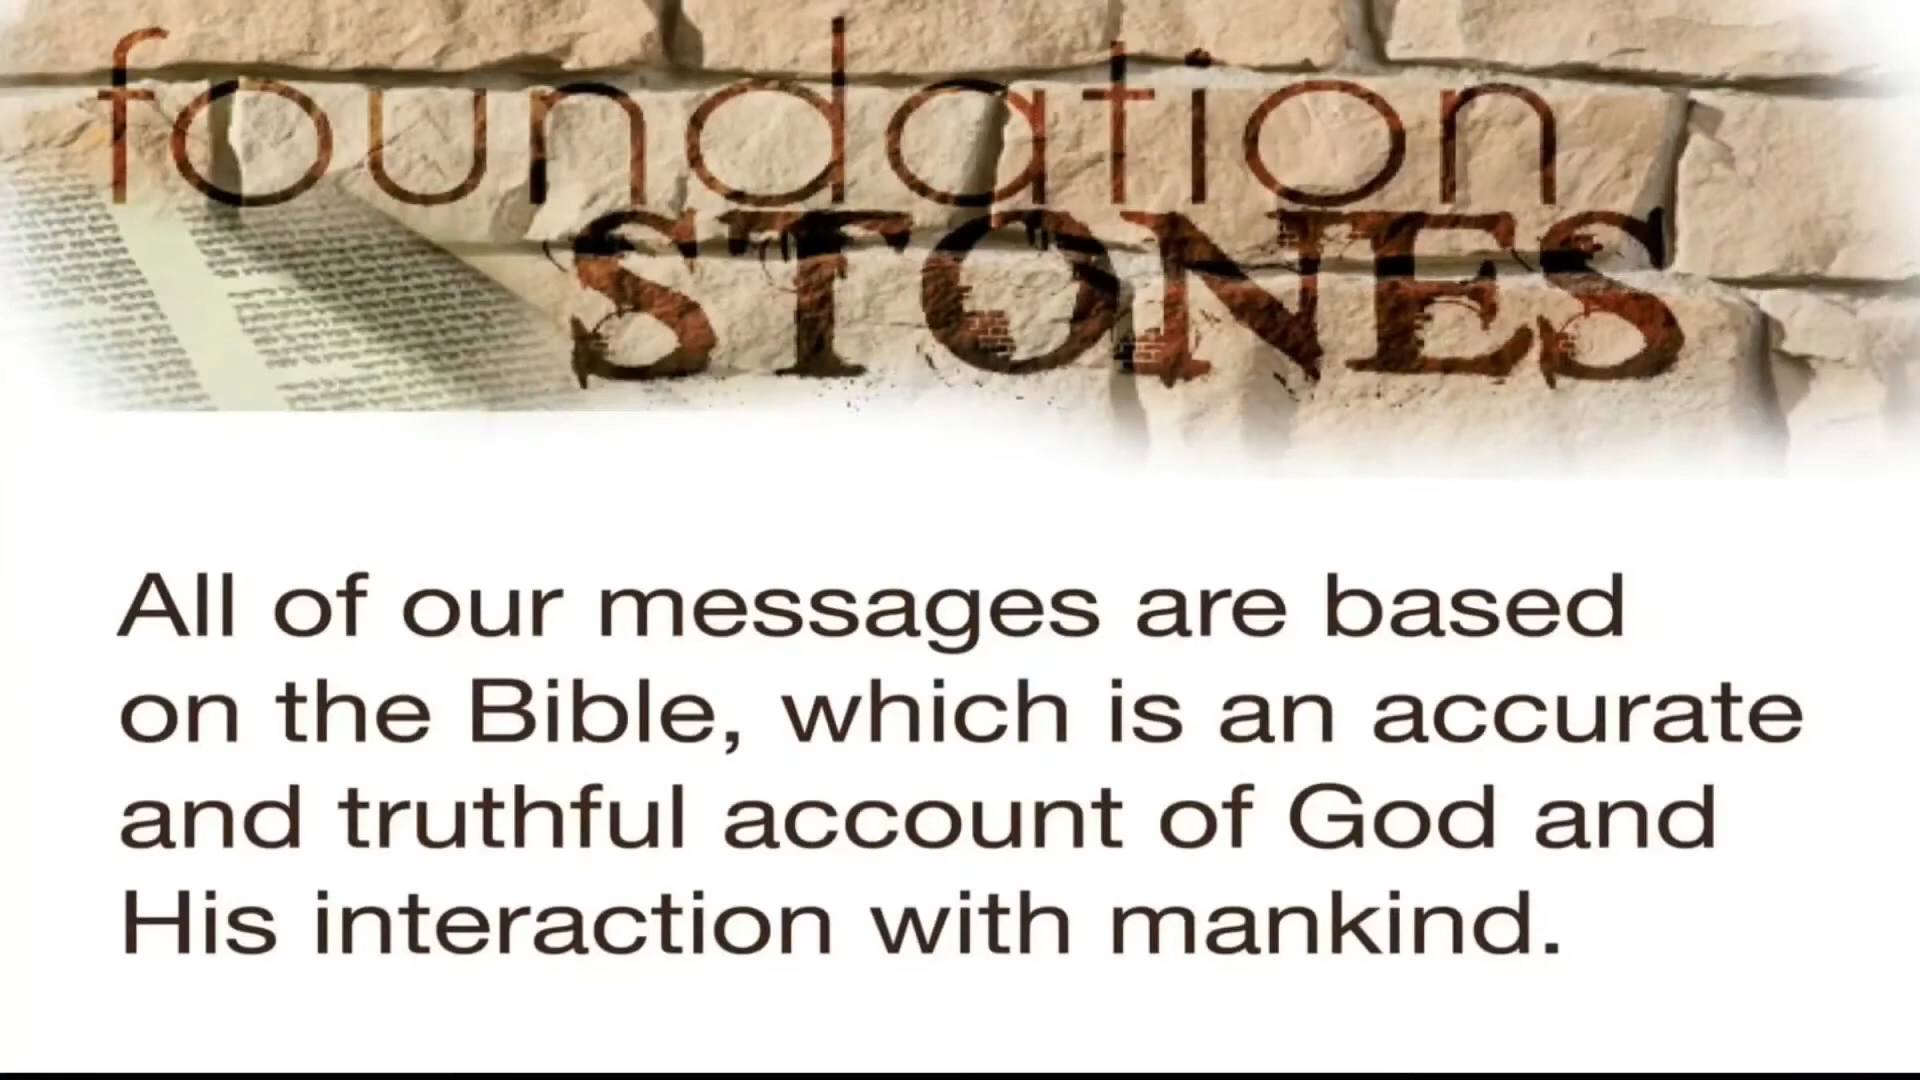 foundation
STONES
All of our messages are based
on the Bible, which is an accurate
and truthful account of God and
His interaction with mankind.